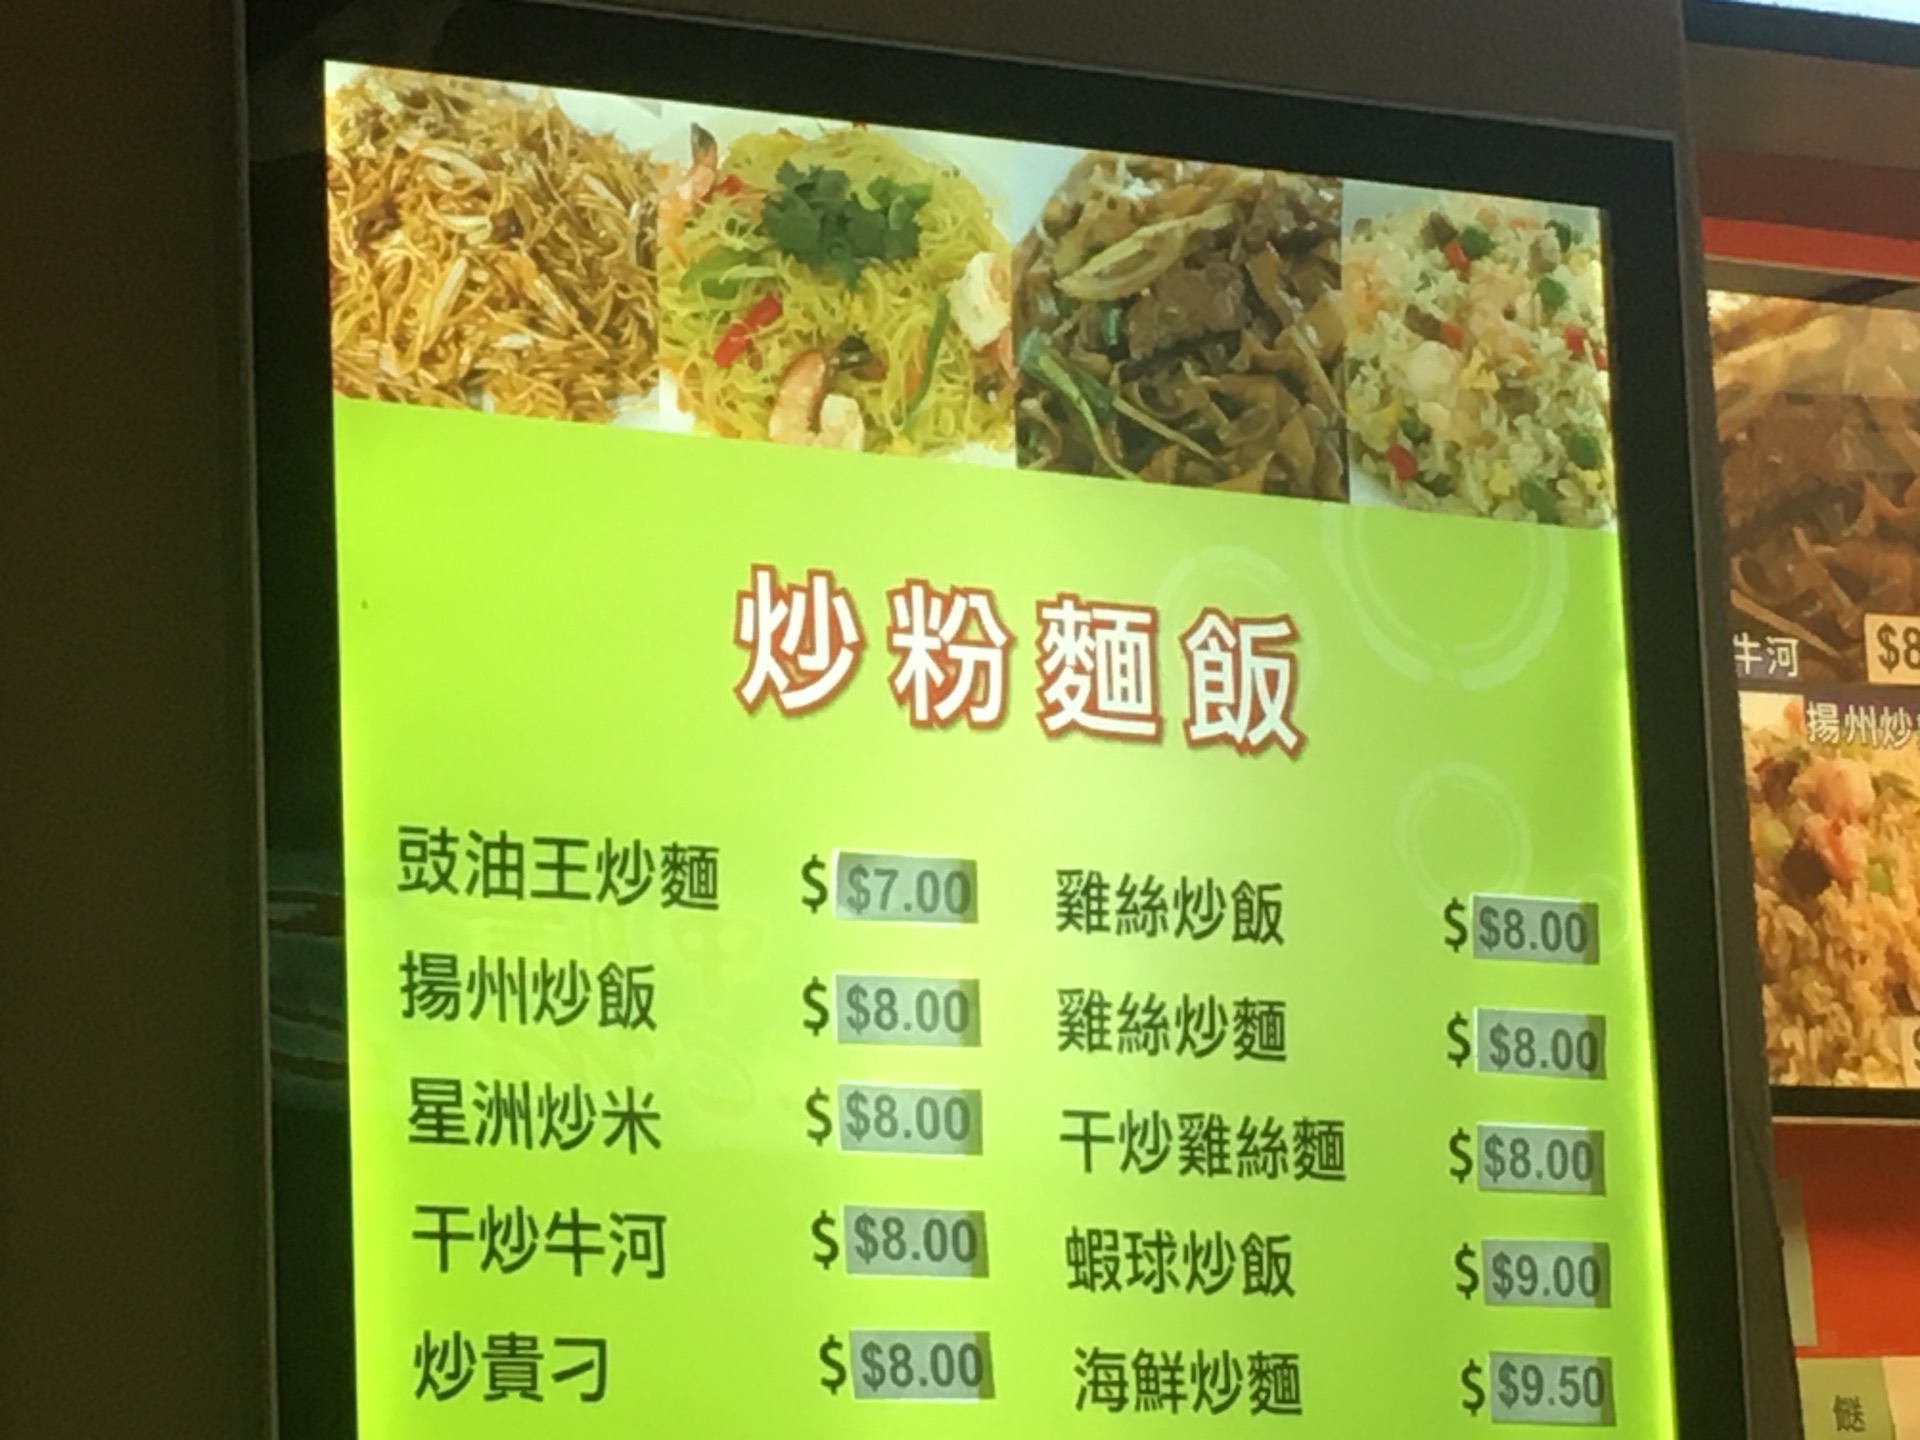 炒粉麵飯
豉油王炒麵 $ $7.00
揚州炒飯 $ $8.00
星洲炒米 $ $8.00
干炒牛河 $ $8.00
炒貴刁 $ $8.00
雞絲炒飯 $ $8.00
雞絲炒麵 $ $8.00
干炒雞絲麵 $ $8.00
蝦球炒飯 $ $9.00
海鮮炒麵 $ $9.50
牛河 $8
揚州炒